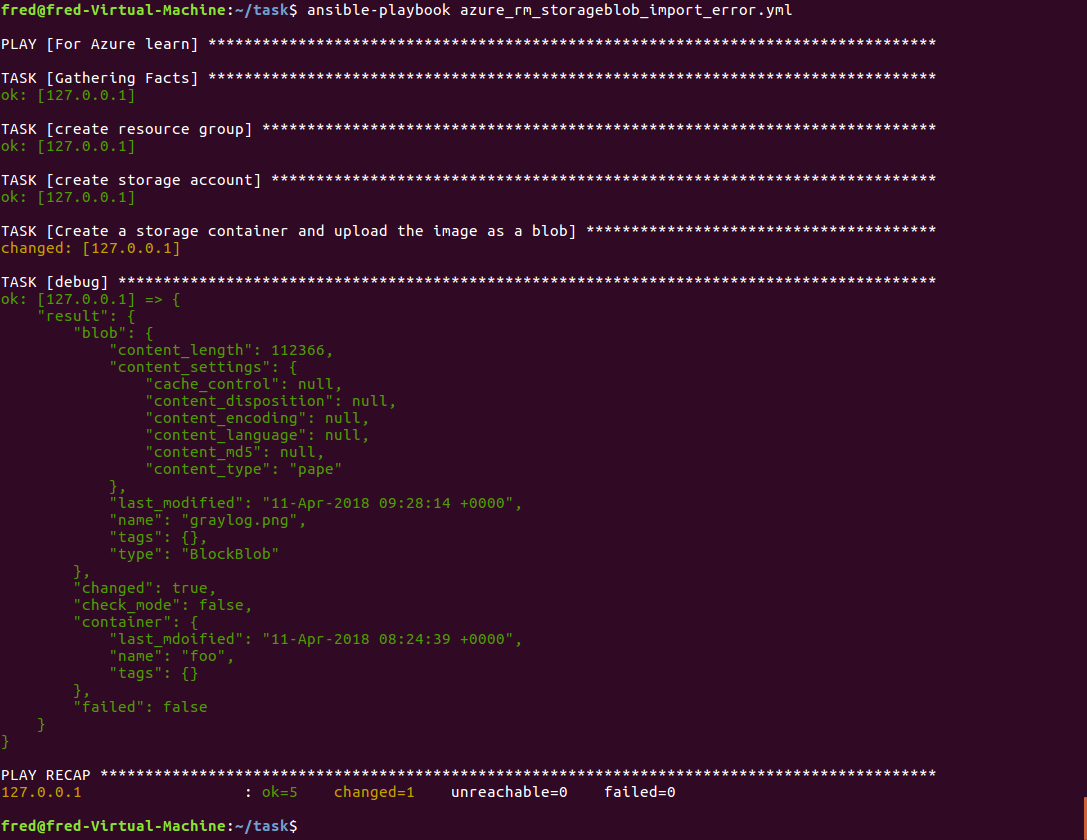 fred@fred-Virtual-Machine:~/task$ ansible-playbook azure_rm_storageblob_import_error.yml
PLAY [For Azure learn] *********************************************************************************
TASK [Gathering Facts] *********************************************************************************
ok: [127.0.0.1]
TASK [create resource group] ***************************************************************************
ok: [127.0.0.1]
TASK [create storage account] **************************************************************************
ok: [127.0.0.1]
TASK [Create a storage container and upload the image as a blob] ***************************************
changed: [127.0.0.1]
TASK [debug] *******************************************************************************************
ok: [127.0.0.1] => {
    "result": {
        "blob": {
            "content_length": 112366,
            "content_settings": {
                "cache_control": null,
                "content_disposition": null,
                "content_encoding": null,
                "content_language": null,
                "content_md5": null,
                "content_type": "pape"
            },
            "last_modified": "11-Apr-2018 09:28:14 +0000",
            "name": "graylog.png",
            "tags": {},
            "type": "BlockBlob"
        },
        "changed": true,
        "check_mode": false,
        "container": {
            "last_mdoified": "11-Apr-2018 08:24:39 +0000",
            "name": "foo",
            "tags": {}
        },
        "failed": false
    }
}
PLAY RECAP *********************************************************************************************
127.0.0.1                  : ok=5    changed=1    unreachable=0    failed=0
fred@fred-Virtual-Machine:~/task$